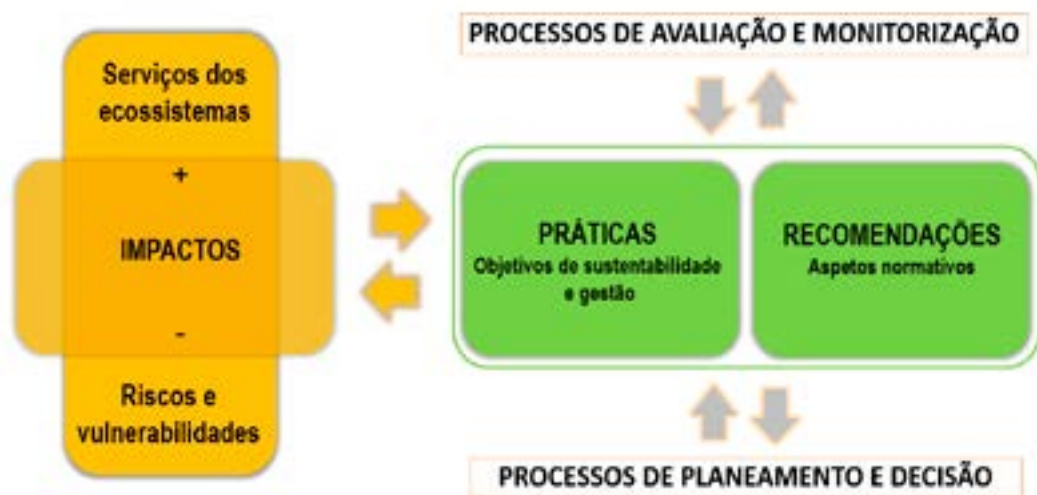 Serviços dos
ecossistemas
+
IMPACTOS
-
Riscos e
vulnerabilidades
PROCESSOS DE AVALIAÇÃO E MONITORIZAÇÃO
PRÁTICAS
Objetivos de sustentabilidade
e gestão
RECOMENDAÇÕES
Aspetos normativos
PROCESSOS DE PLANEAMENTO E DECISÃO